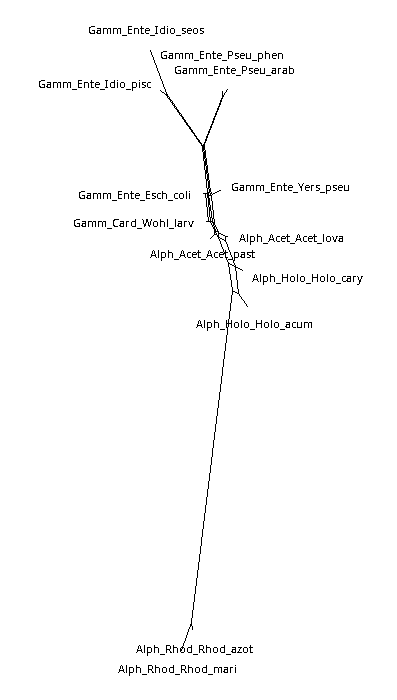 Gamm_Ente_Idio_seos
Gamm_Ente_Pseu_phen
Gamm_Ente_Pseu_arab
Gamm_Ente_Idio_pisc
Gamm_Ente_Yers_pseu
Gamm_Ente_Esch_coli
Gamm_Card_Wohl_larv
Alph_Acet_Acet_lova
Alph_Acet_Acet_past
Alph_Holo_Holo_cary
Alph_Holo_Holo_acum
Alph_Rhod_Rhod_azot
Alph_Rhod_Rhod_mari